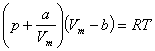 (p + a/V_m)(V_m − b) = RT